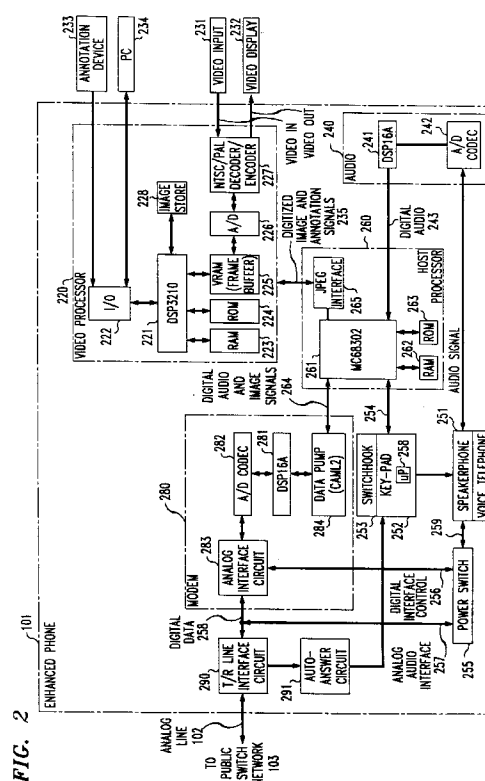 FIG. 2
101
ENHANCED PHONE
TO PUBLIC
SWITCH
NETWORK 103
ANALOG LINE
102
290
T/R LINE
INTERFACE
CIRCUIT
291
AUTO-
ANSWER
CIRCUIT
DIGITAL DATA
258
MODEM
280
283
ANALOG
INTERFACE
CIRCUIT
A/D CODEC
282
DSP16A
281
DATA PUMP
(CAML2)
284
DIGITAL
INTERFACE
CONTROL
256
ANALOG AUDIO
INTERFACE
257
POWER SWITCH
255
259
SPEAKERPHONE
251
VOICE TELEPHONE
253
SWITCHHOOK
KEY-PAD
252
uP
258
254
DIGITAL AUDIO
AND IMAGE
SIGNALS
264
220
VIDEO PROCESSOR
I/O
222
221
DSP3210
228
IMAGE
STORE
223
RAM
224
ROM
225
VRAM
(FRAME
BUFFER)
226
A/D
NTSC/PAL
DECODER/
ENCODER
227
233
ANNOTATION
DEVICE
PC
234
231
VIDEO INPUT
232
VIDEO DISPLAY
VIDEO IN
VIDEO OUT
DIGITIZED
IMAGE AND
ANNOTATION
SIGNALS
235
260
JPEG
INTERFACE
265
261
MC68302
HOST
PROCESSOR
262
RAM
263
ROM
DIGITAL
AUDIO
243
AUDIO SIGNAL
240
AUDIO
241
DSP16A
242
A/D
CODEC